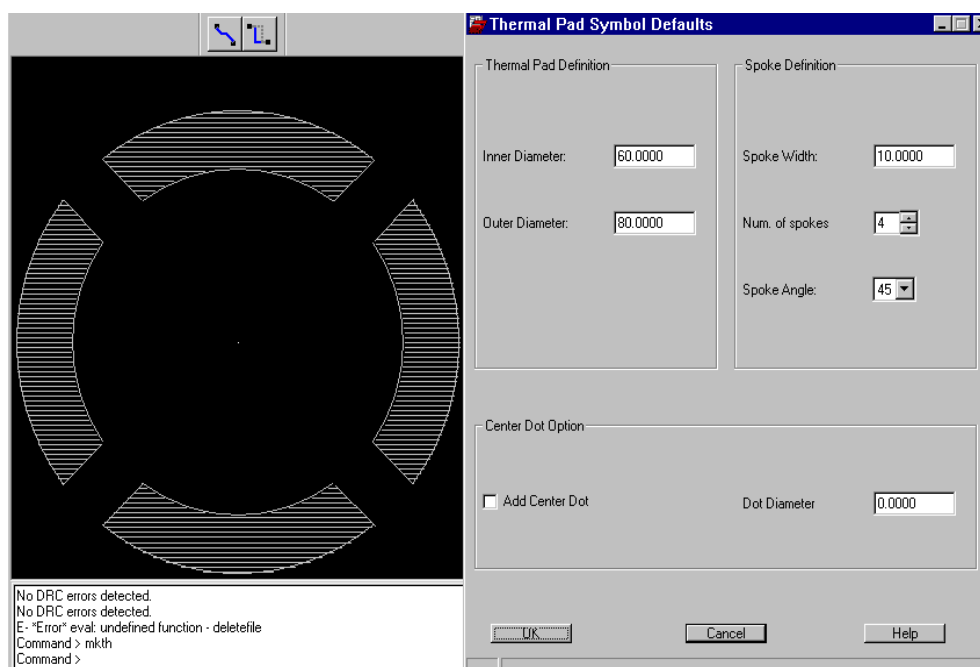 Thermal Pad Symbol Defaults
Thermal Pad Definition
Inner Diameter: 60.0000
Outer Diameter: 80.0000
Spoke Definition
Spoke Width: 10.0000
Num. of spokes 4
Spoke Angle: 45
Center Dot Option
Add Center Dot
Dot Diameter 0.0000
OK Cancel Help
No DRC errors detected.
No DRC errors detected.
E- *Error* eval: undefined function - deletefile
Command > mkth
Command >